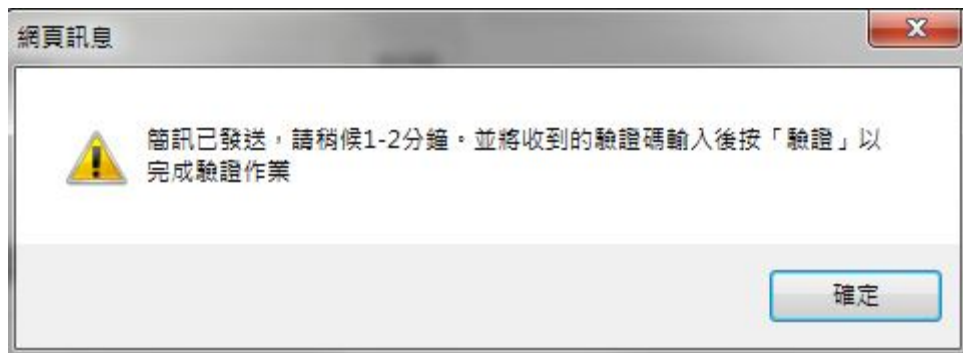 網頁訊息
簡訊已發送，請稍候1-2分鐘。並將收到的驗證碼輸入後按「驗證」以
完成驗證作業
確定